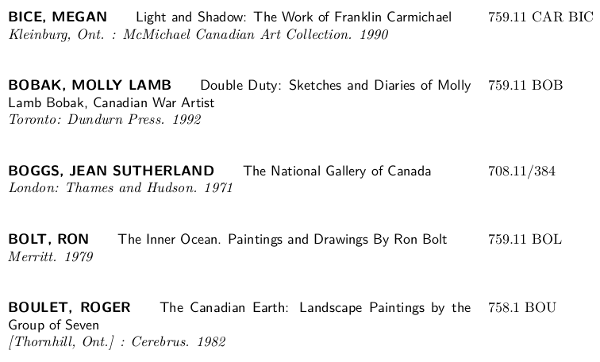 BICE, MEGAN Light and Shadow: The Work of Franklin Carmichael 759.11 CAR BIC
Kleinburg, Ont. : McMichael Canadian Art Collection. 1990
BOBAK, MOLLY LAMB Double Duty: Sketches and Diaries of Molly 759.11 BOB
Lamb Bobak, Canadian War Artist
Toronto: Dundurn Press. 1992
BOGGS, JEAN SUTHERLAND The National Gallery of Canada 708.11/384
London: Thames and Hudson. 1971
BOLT, RON The Inner Ocean. Paintings and Drawings By Ron Bolt 759.11 BOL
Merritt. 1979
BOULET, ROGER The Canadian Earth: Landscape Paintings by the 758.1 BOU
Group of Seven
[Thornhill, Ont.] : Cerebrus. 1982